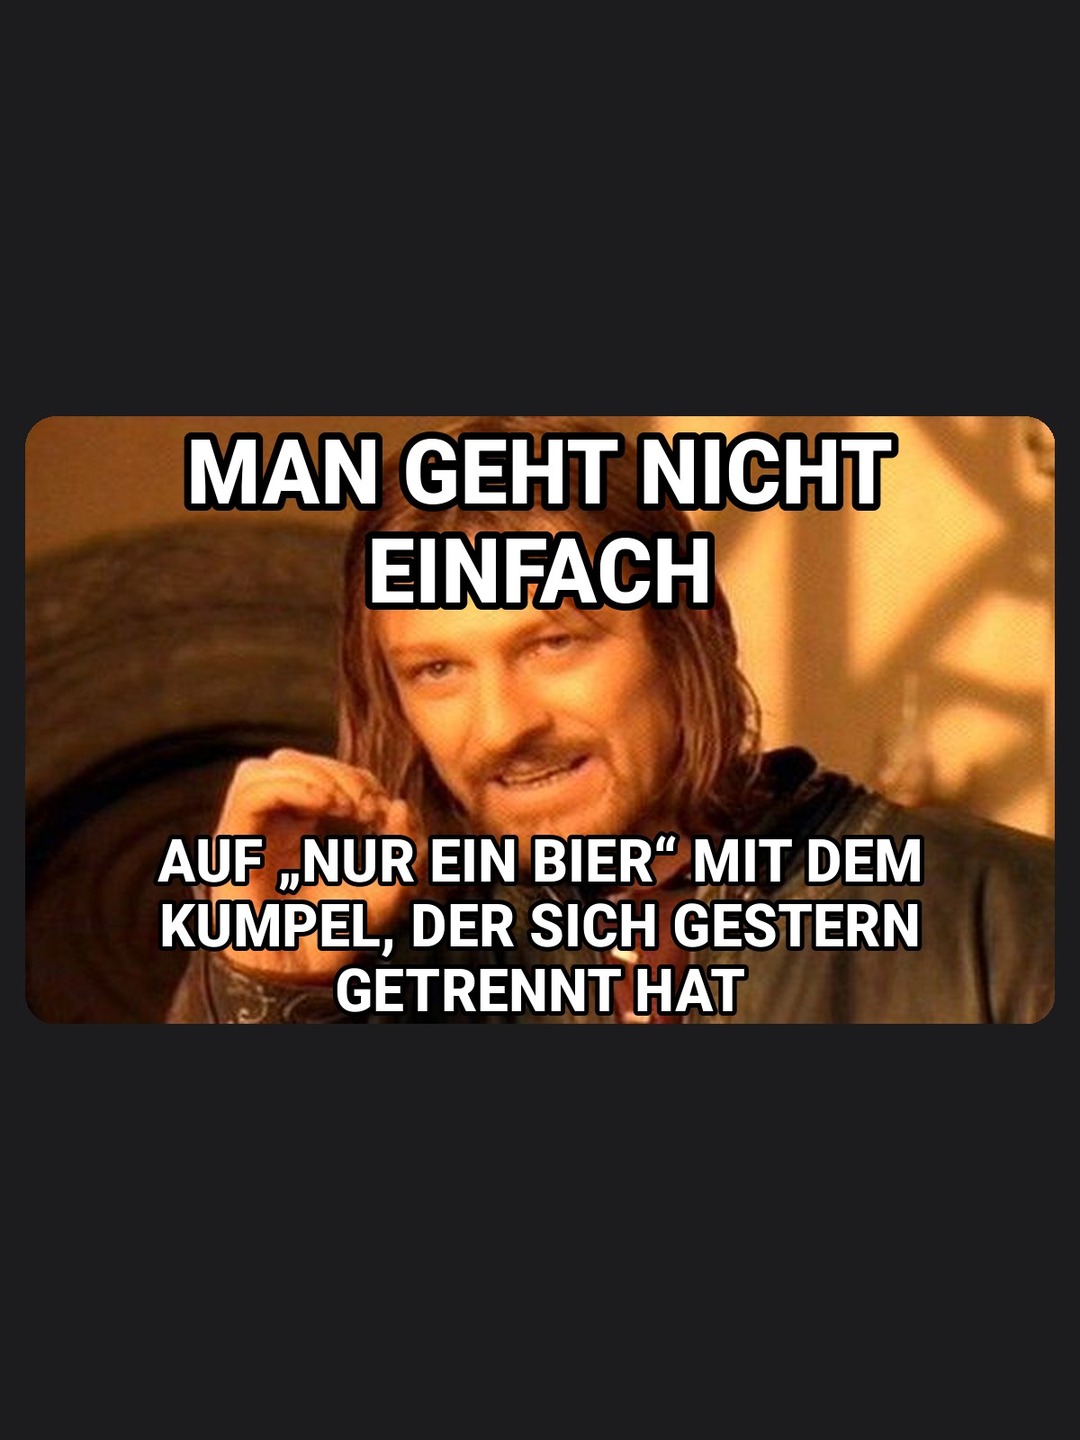 MAN GEHT NICHT
EINFACH
AUF „NUR EIN BIER“ MIT DEM
KUMPEL, DER SICH GESTERN
GETRENNT HAT